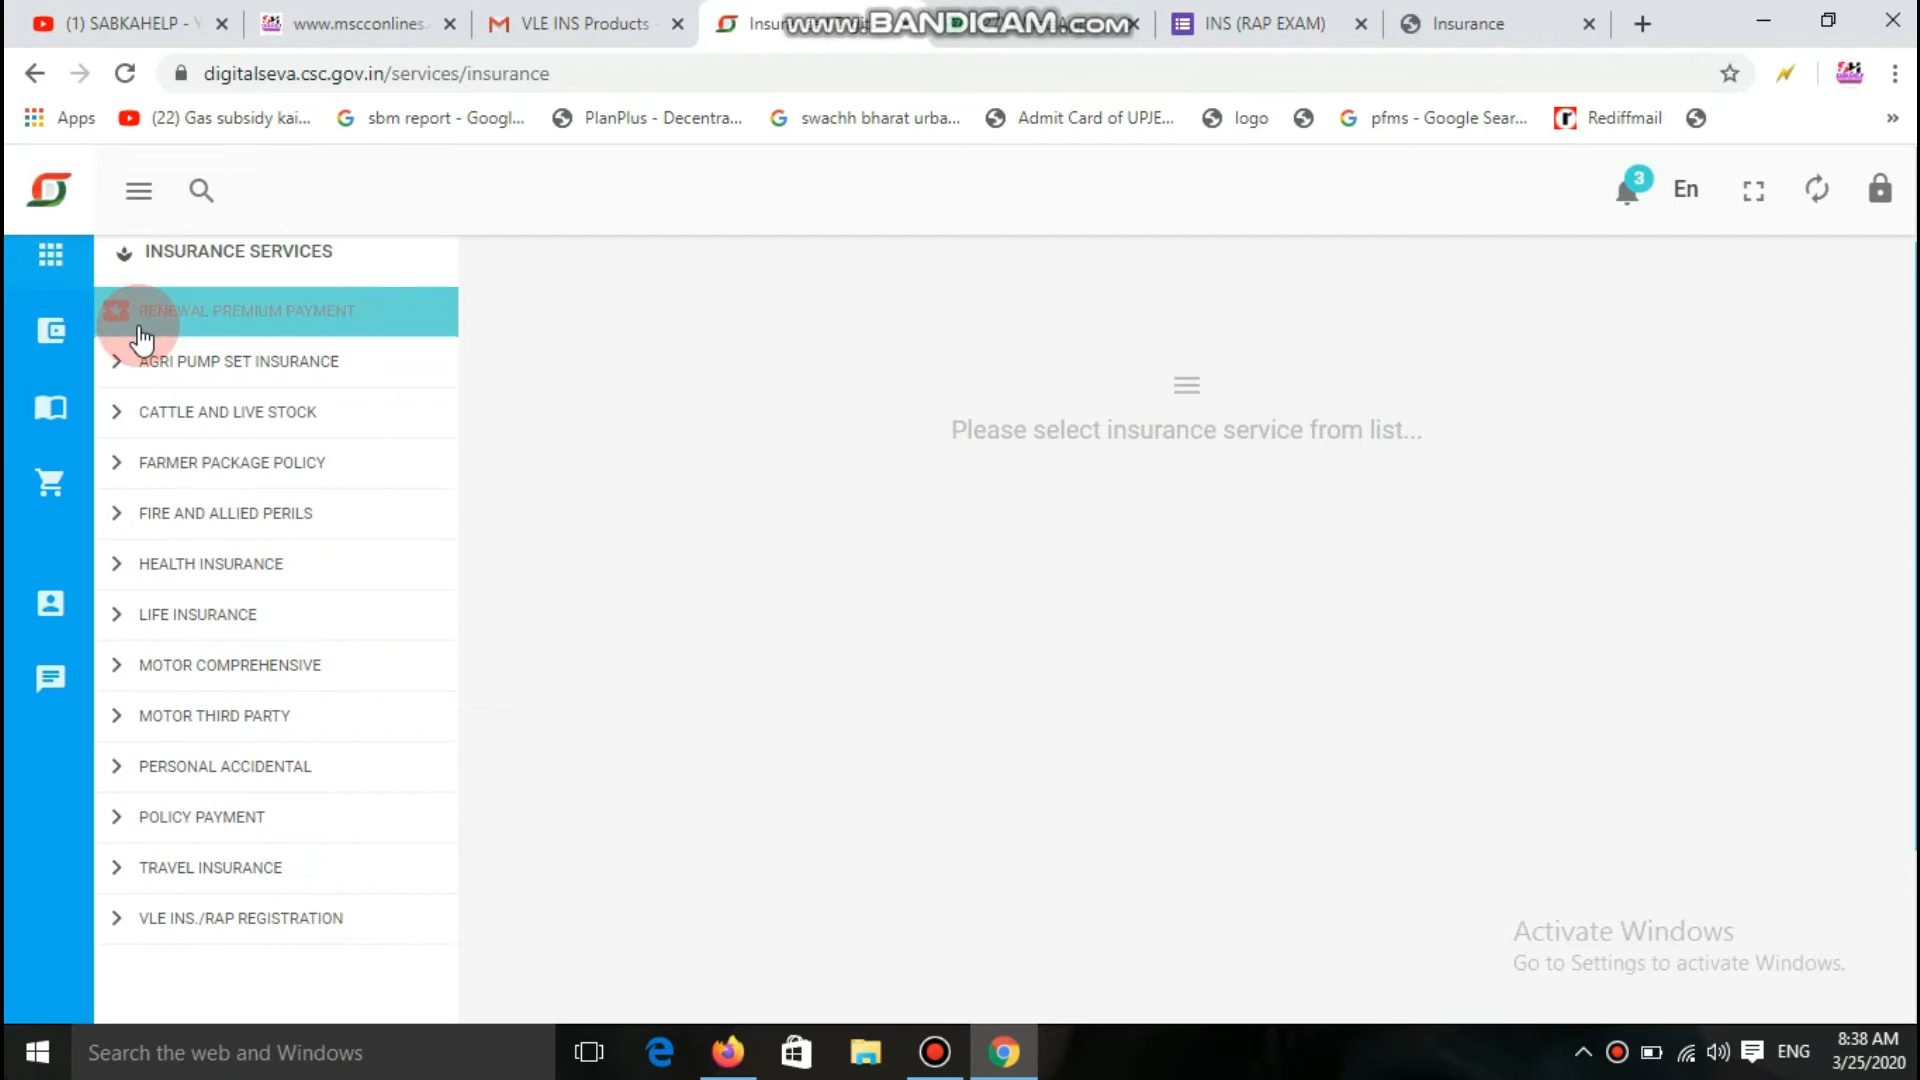 (1) SABKAHELP - Y
www.mscconlines.
VLE INS Products
www.BANDICAM.com
INS (RAP EXAM)
Insurance
digitalseva.csc.gov.in/services/insurance
Apps
(22) Gas subsidy kai...
sbm report - Googl...
PlanPlus - Decentra...
swachh bharat urba...
Admit Card of UPJE...
logo
pfms - Google Sear...
Rediffmail
»
3
En
INSURANCE SERVICES
RENEWAL PREMIUM PAYMENT
AGRI PUMP SET INSURANCE
CATTLE AND LIVE STOCK
FARMER PACKAGE POLICY
FIRE AND ALLIED PERILS
HEALTH INSURANCE
LIFE INSURANCE
MOTOR COMPREHENSIVE
MOTOR THIRD PARTY
PERSONAL ACCIDENTAL
POLICY PAYMENT
TRAVEL INSURANCE
VLE INS./RAP REGISTRATION
Please select insurance service from list...
Activate Windows
Go to Settings to activate Windows.
Search the web and Windows
ENG
8:38 AM
3/25/2020